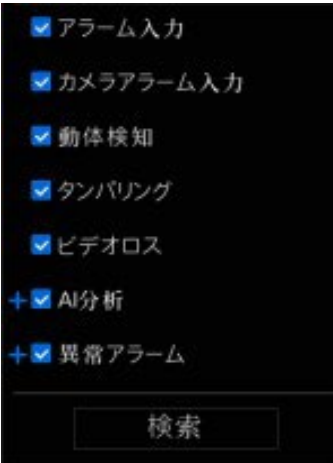 アラーム入力
カメラアラーム入力
動体検知
タンパリング
ビデオロス
AI分析
異常アラーム
検索